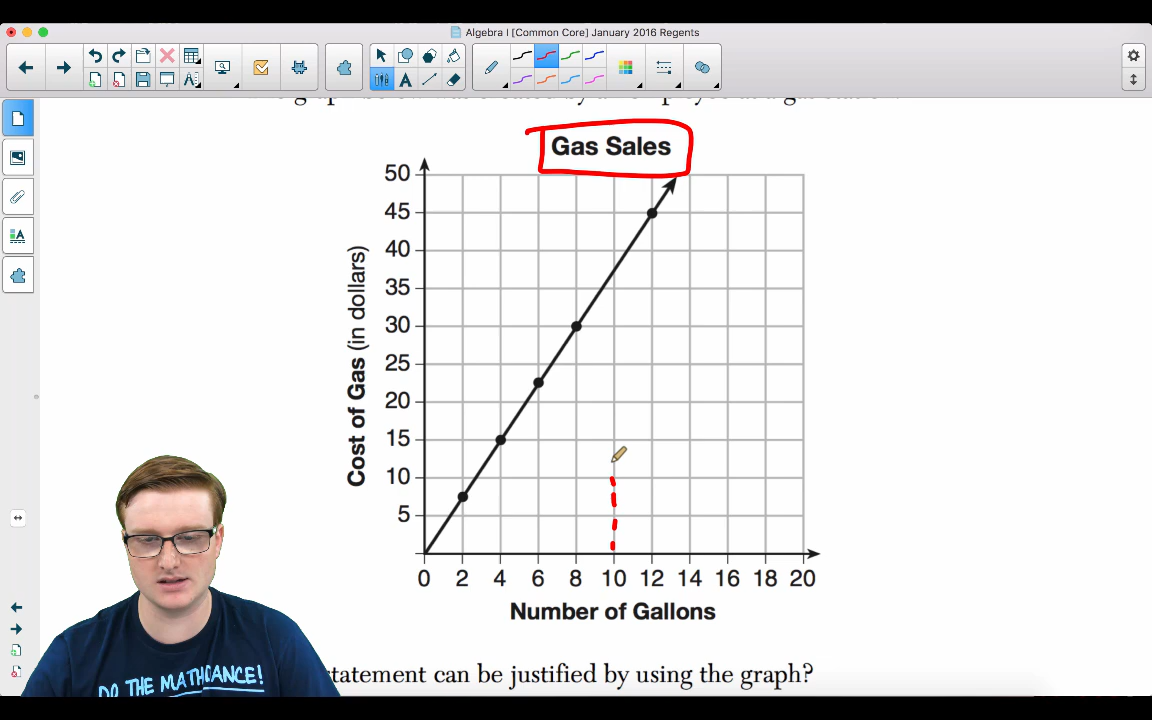 Algebra I [Common Core] January 2016 Regents
Gas Sales
50
45
40
35
30
25
20
15
10
5
Cost of Gas (in dollars)
0 2 4 6 8 10 12 14 16 18 20
Number of Gallons
statement can be justified by using the graph?
DO THE MATHDANCE!